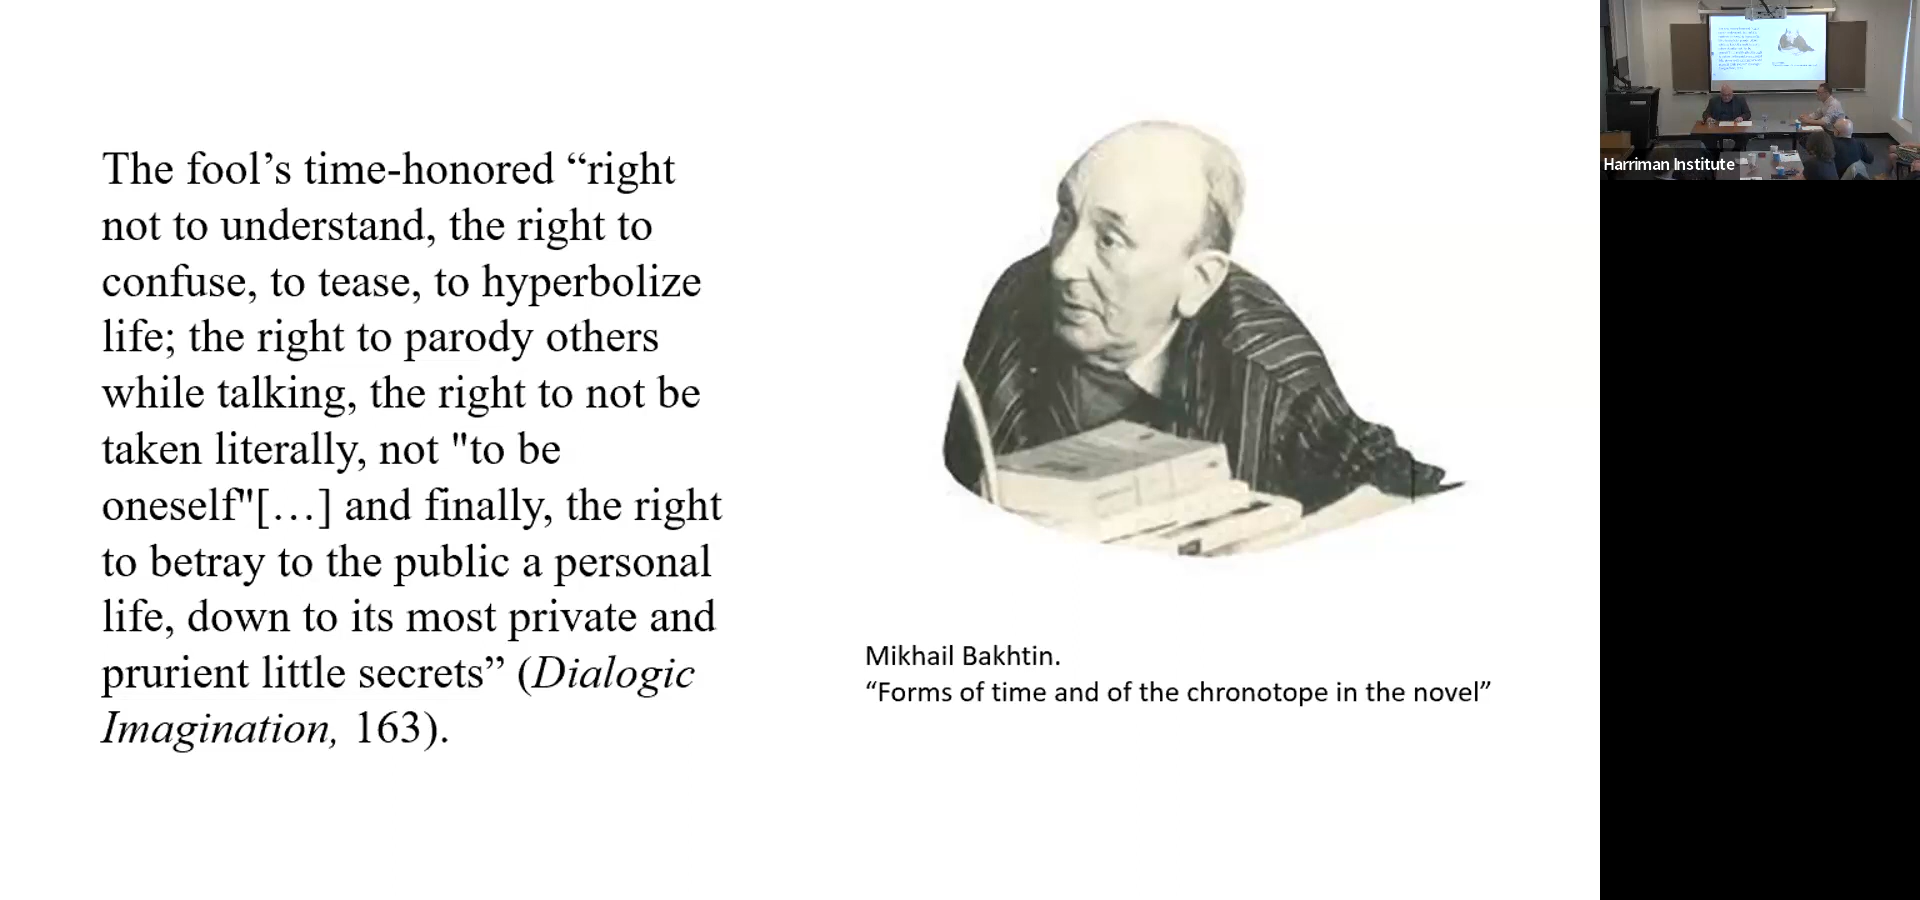 The fool’s time-honored “right
not to understand, the right to
confuse, to tease, to hyperbolize
life; the right to parody others
while talking, the right to not be
taken literally, not "to be
oneself"[…] and finally, the right
to betray to the public a personal
life, down to its most private and
prurient little secrets” (Dialogic
Imagination, 163).
Mikhail Bakhtin.
“Forms of time and of the chronotope in the novel”
Harriman Institute